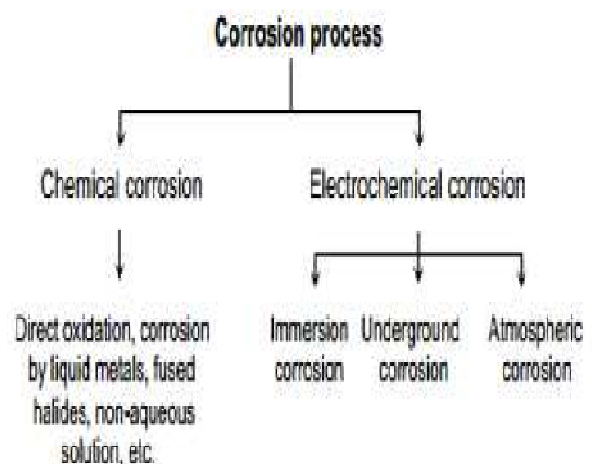 Corrosion process
Chemical corrosion
Electrochemical corrosion
Direct oxidation, corrosion
by liquid metals, fused
halides, non-aqueous
solution, etc.
Immersion
corrosion
Underground
corrosion
Atmospheric
corrosion